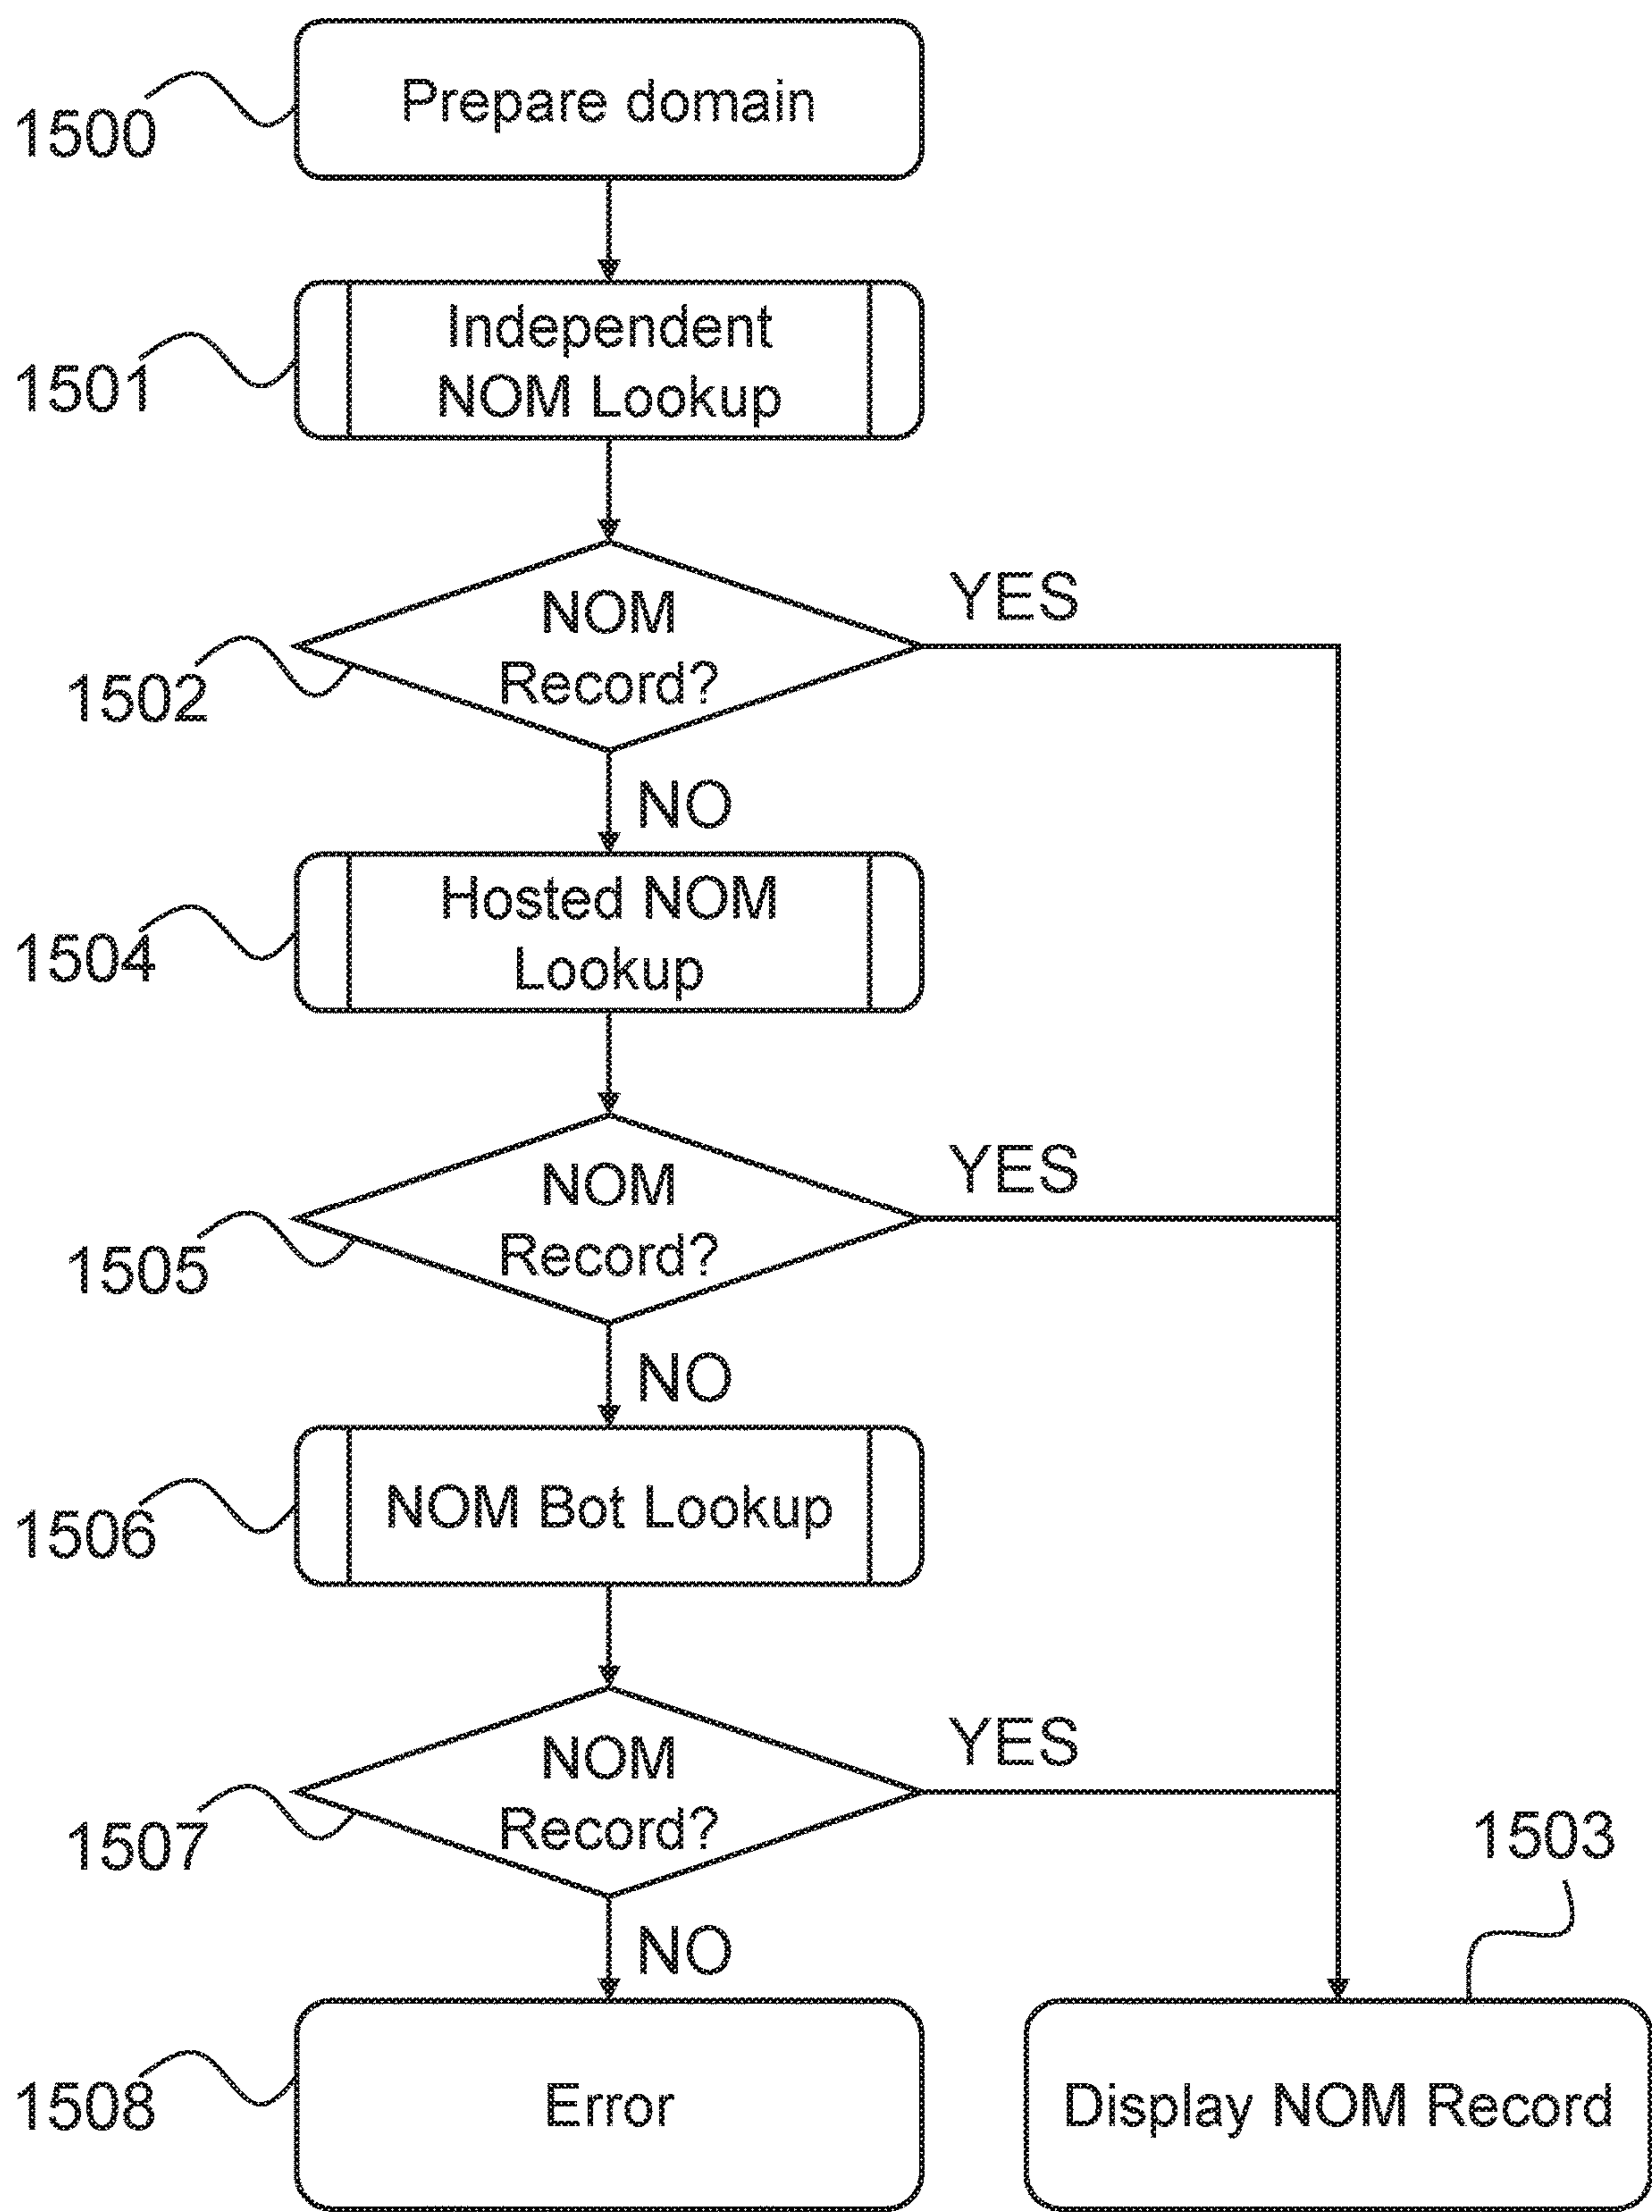 Prepare domain
1500
Independent
NOM Lookup
1501
NOM
Record?
YES
1502
NO
Hosted NOM
Lookup
1504
NOM
Record?
YES
1505
NO
NOM Bot Lookup
1506
NOM
Record?
YES
1507
1503
NO
Error
1508
Display NOM Record